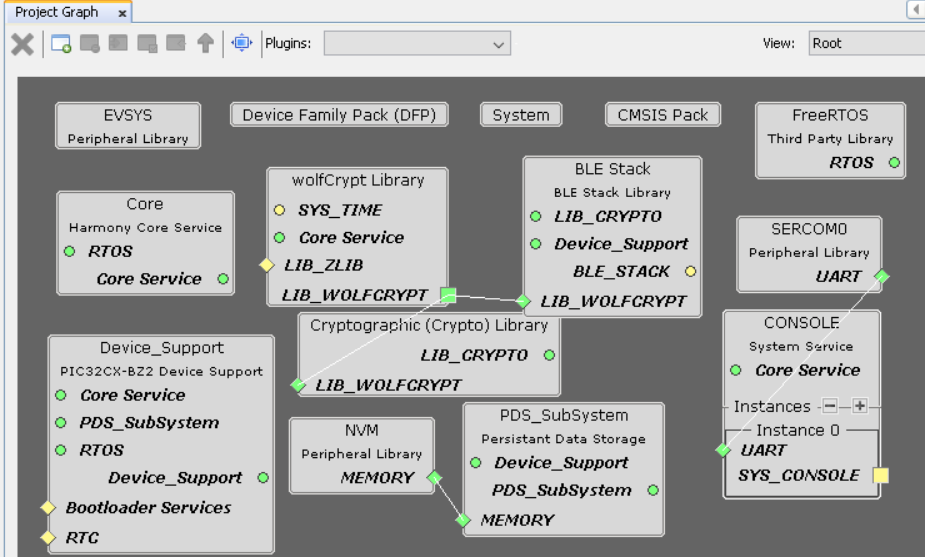 Project Graph x
Plugins:
View: Root
EVSYS
Peripheral Library
Device Family Pack (DFP)
System
CMSIS Pack
FreeRTOS
Third Party Library
RTOS
Core
Harmony Core Service
RTOS
Core Service
wolfCrypt Library
SYS_TIME
Core Service
LIB_ZLIB
LIB_WOLFCRYPT
BLE Stack
BLE Stack Library
LIB_CRYPTO
Device_Support
BLE_STACK
LIB_WOLFCRYPT
SERCOM0
Peripheral Library
UART
Cryptographic (Crypto) Library
LIB_CRYPTO
LIB_WOLFCRYPT
CONSOLE
System Service
Core Service
Instances
Instance 0
UART
SYS_CONSOLE
Device_Support
PIC32CX-BZ2 Device Support
Core Service
PDS_SubSystem
RTOS
Device_Support
Bootloader Services
RTC
NVM
Peripheral Library
MEMORY
PDS_SubSystem
Persistant Data Storage
Device_Support
PDS_SubSystem
MEMORY